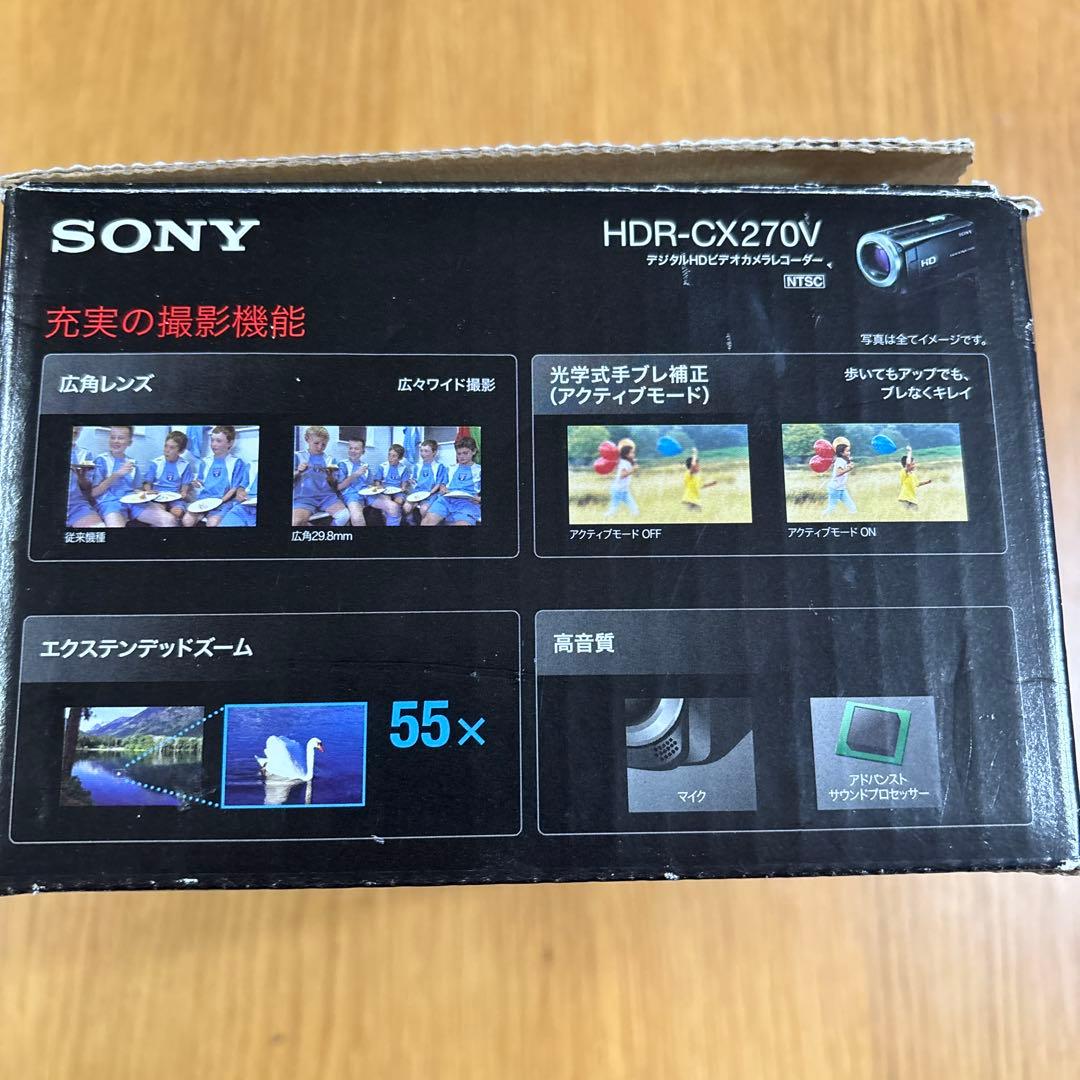 SONY
HDR-CX270V
デジタルHDビデオカメラレコーダー
NTSC
SONY
HD
充実の撮影機能
写真は全てイメージです。
広角レンズ
広々ワイド撮影
従来機種
広角29.8mm
光学式手ブレ補正
(アクティブモード)
歩いてもアップでも、
ブレなくキレイ
アクティブモード OFF
アクティブモード ON
エクステンデッドズーム
55×
高音質
マイク
アドバンスト
サウンドプロセッサー